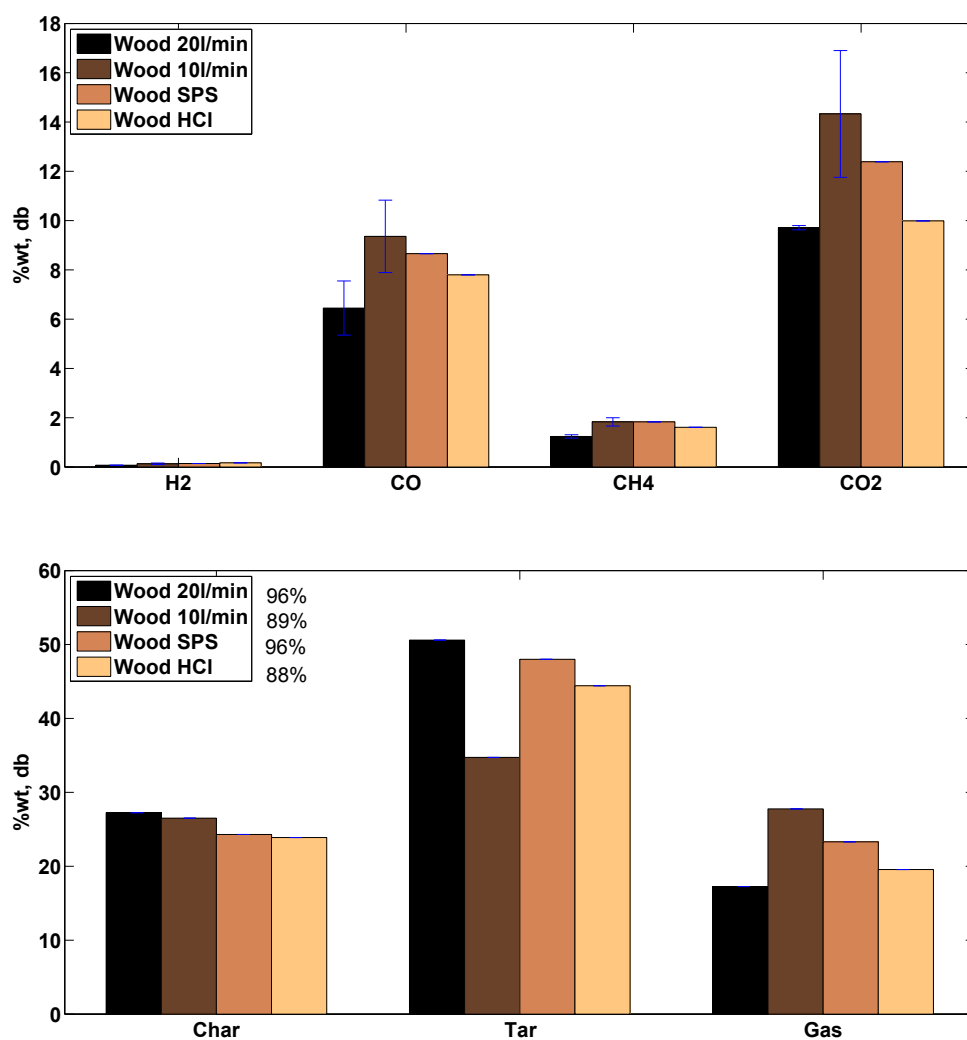 18
16
14
12
10
8
6
4
2
0
%wt, db
Wood 20l/min
Wood 10l/min
Wood SPS
Wood HCl
H2 CO CH4 CO2
60
50
40
30
20
10
0
%wt, db
Wood 20l/min 96%
Wood 10l/min 89%
Wood SPS 96%
Wood HCl 88%
Char Tar Gas